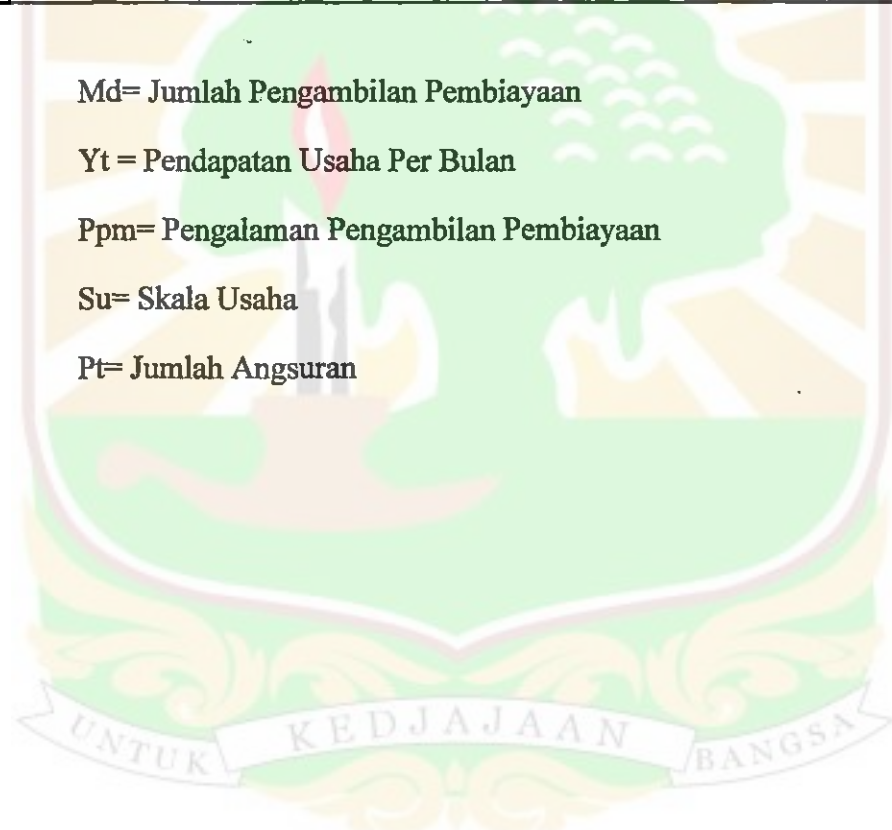 Md= Jumlah Pengambilan Pembiayaan
Yt = Pendapatan Usaha Per Bulan
Ppm= Pengalaman Pengambilan Pembiayaan
Su= Skala Usaha
Pt= Jumlah Angsuran
UNTUK KEDJAJAAN BANGSA